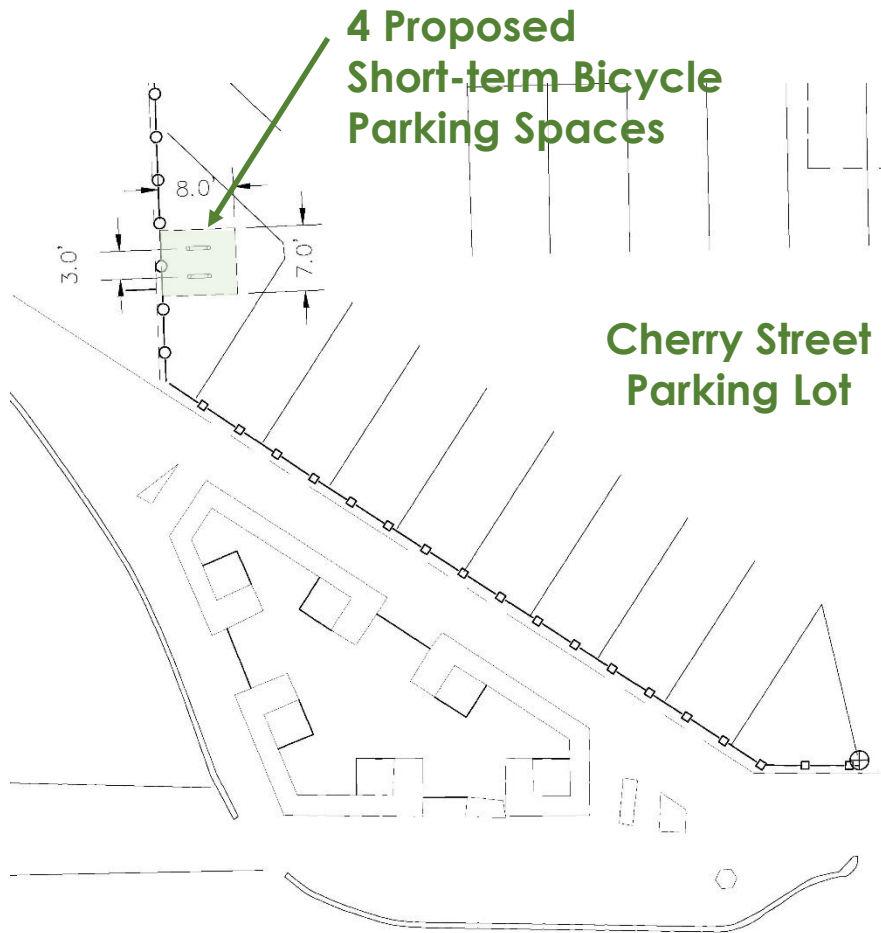 4 Proposed
Short-term Bicycle
Parking Spaces
8.0'
3.0'
7.0'
Cherry Street
Parking Lot